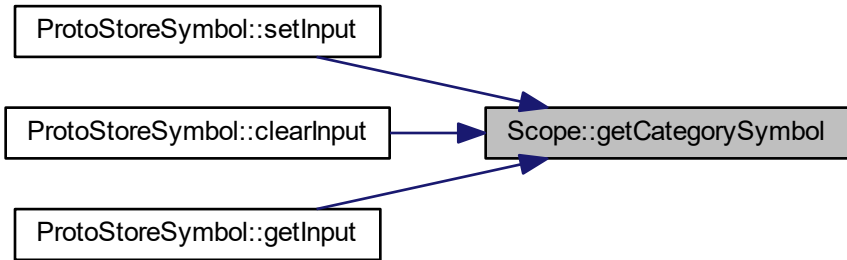 ProtoStoreSymbol::setInput
ProtoStoreSymbol::clearInput
Scope::getCategorySymbol
ProtoStoreSymbol::getInput